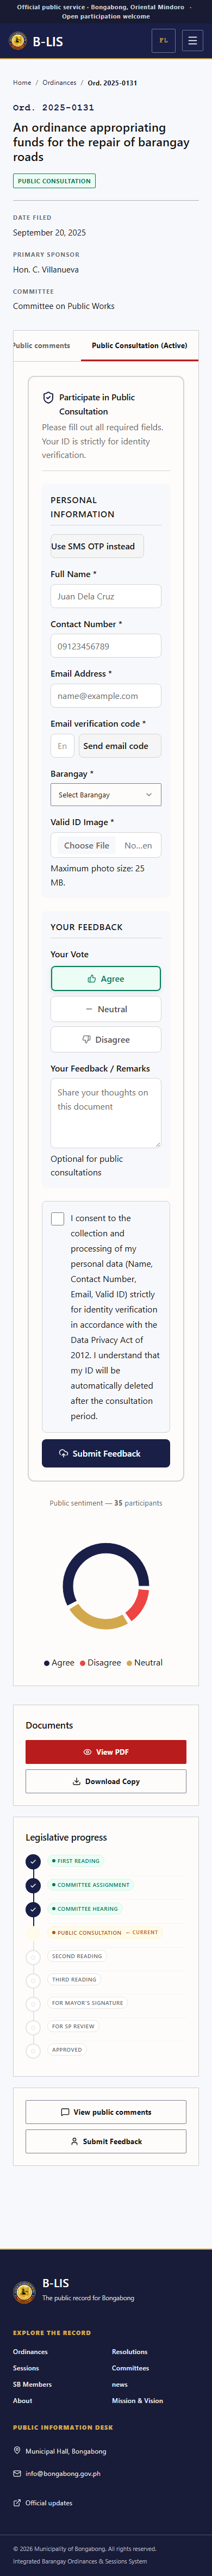 Official public service · Bongabong, Oriental Mindoro ·
Open participation welcome
B-LIS
FL
Home / Ordinances / Ord. 2025-0131
Ord. 2025-0131
An ordinance appropriating
funds for the repair of barangay
roads
PUBLIC CONSULTATION
DATE FILED
September 20, 2025
PRIMARY SPONSOR
Hon. C. Villanueva
COMMITTEE
Committee on Public Works
Public comments
Public Consultation (Active)
Participate in Public
Consultation
Please fill out all required fields.
Your ID is strictly for identity
verification.
PERSONAL
INFORMATION
Use SMS OTP instead
Full Name *
Juan Dela Cruz
Contact Number *
09123456789
Email Address *
name@example.com
Email verification code *
En
Send email code
Barangay *
Select Barangay
Valid ID Image *
Choose File No...en
Maximum photo size: 25
MB.
YOUR FEEDBACK
Your Vote
Agree
Neutral
Disagree
Your Feedback / Remarks
Share your thoughts on
this document
Optional for public
consultations
I consent to the
collection and
processing of my
personal data (Name,
Contact Number,
Email, Valid ID) strictly
for identity verification
in accordance with the
Data Privacy Act of
2012. I understand that
my ID will be
automatically deleted
after the consultation
period.
Submit Feedback
Public sentiment — 35 participants
Agree Disagree Neutral
Documents
View PDF
Download Copy
Legislative progress
FIRST READING
COMMITTEE ASSIGNMENT
COMMITTEE HEARING
PUBLIC CONSULTATION — CURRENT
SECOND READING
THIRD READING
FOR MAYOR'S SIGNATURE
FOR SP REVIEW
APPROVED
View public comments
Submit Feedback
B-LIS
The public record for Bongabong
EXPLORE THE RECORD
Ordinances Resolutions
Sessions Committees
SB Members news
About Mission & Vision
PUBLIC INFORMATION DESK
Municipal Hall, Bongabong
info@bongabong.gov.ph
Official updates
© 2026 Municipality of Bongabong. All rights reserved.
Integrated Barangay Ordinances & Sessions System